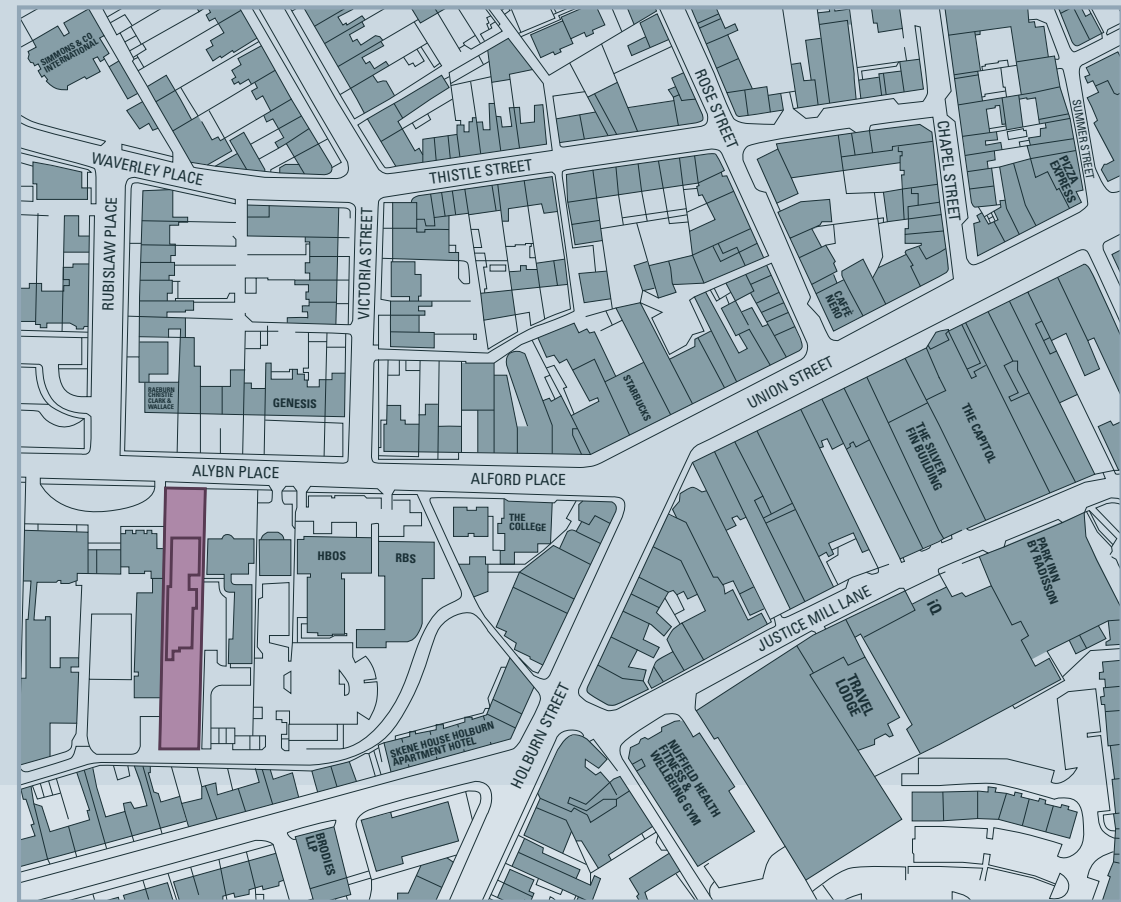 SIMMONS & CO
INTERNATIONAL
ROSE STREET
CHAPEL STREET
SUMMER STREET
PIZZA
EXPRESS
WAVERLEY PLACE
THISTLE STREET
RUBISLAW PLACE
VICTORIA STREET
CAFFÈ
NERO
RAEBURN
CHRISTIE
CLARK &
WALLACE
GENESIS
STARBUCKS
UNION STREET
THE SILVER
FIN BUILDING
THE CAPITOL
ALYBN PLACE
ALFORD PLACE
THE
COLLEGE
HBOS
RBS
PARK INN
BY RADISSON
iQ
JUSTICE MILL LANE
TRAVEL
LODGE
HOLBURN STREET
SKENE HOUSE HOLBURN
APARTMENT HOTEL
NUFFIELD HEALTH
FITNESS &
WELLBEING GYM
BRODIES
LLP